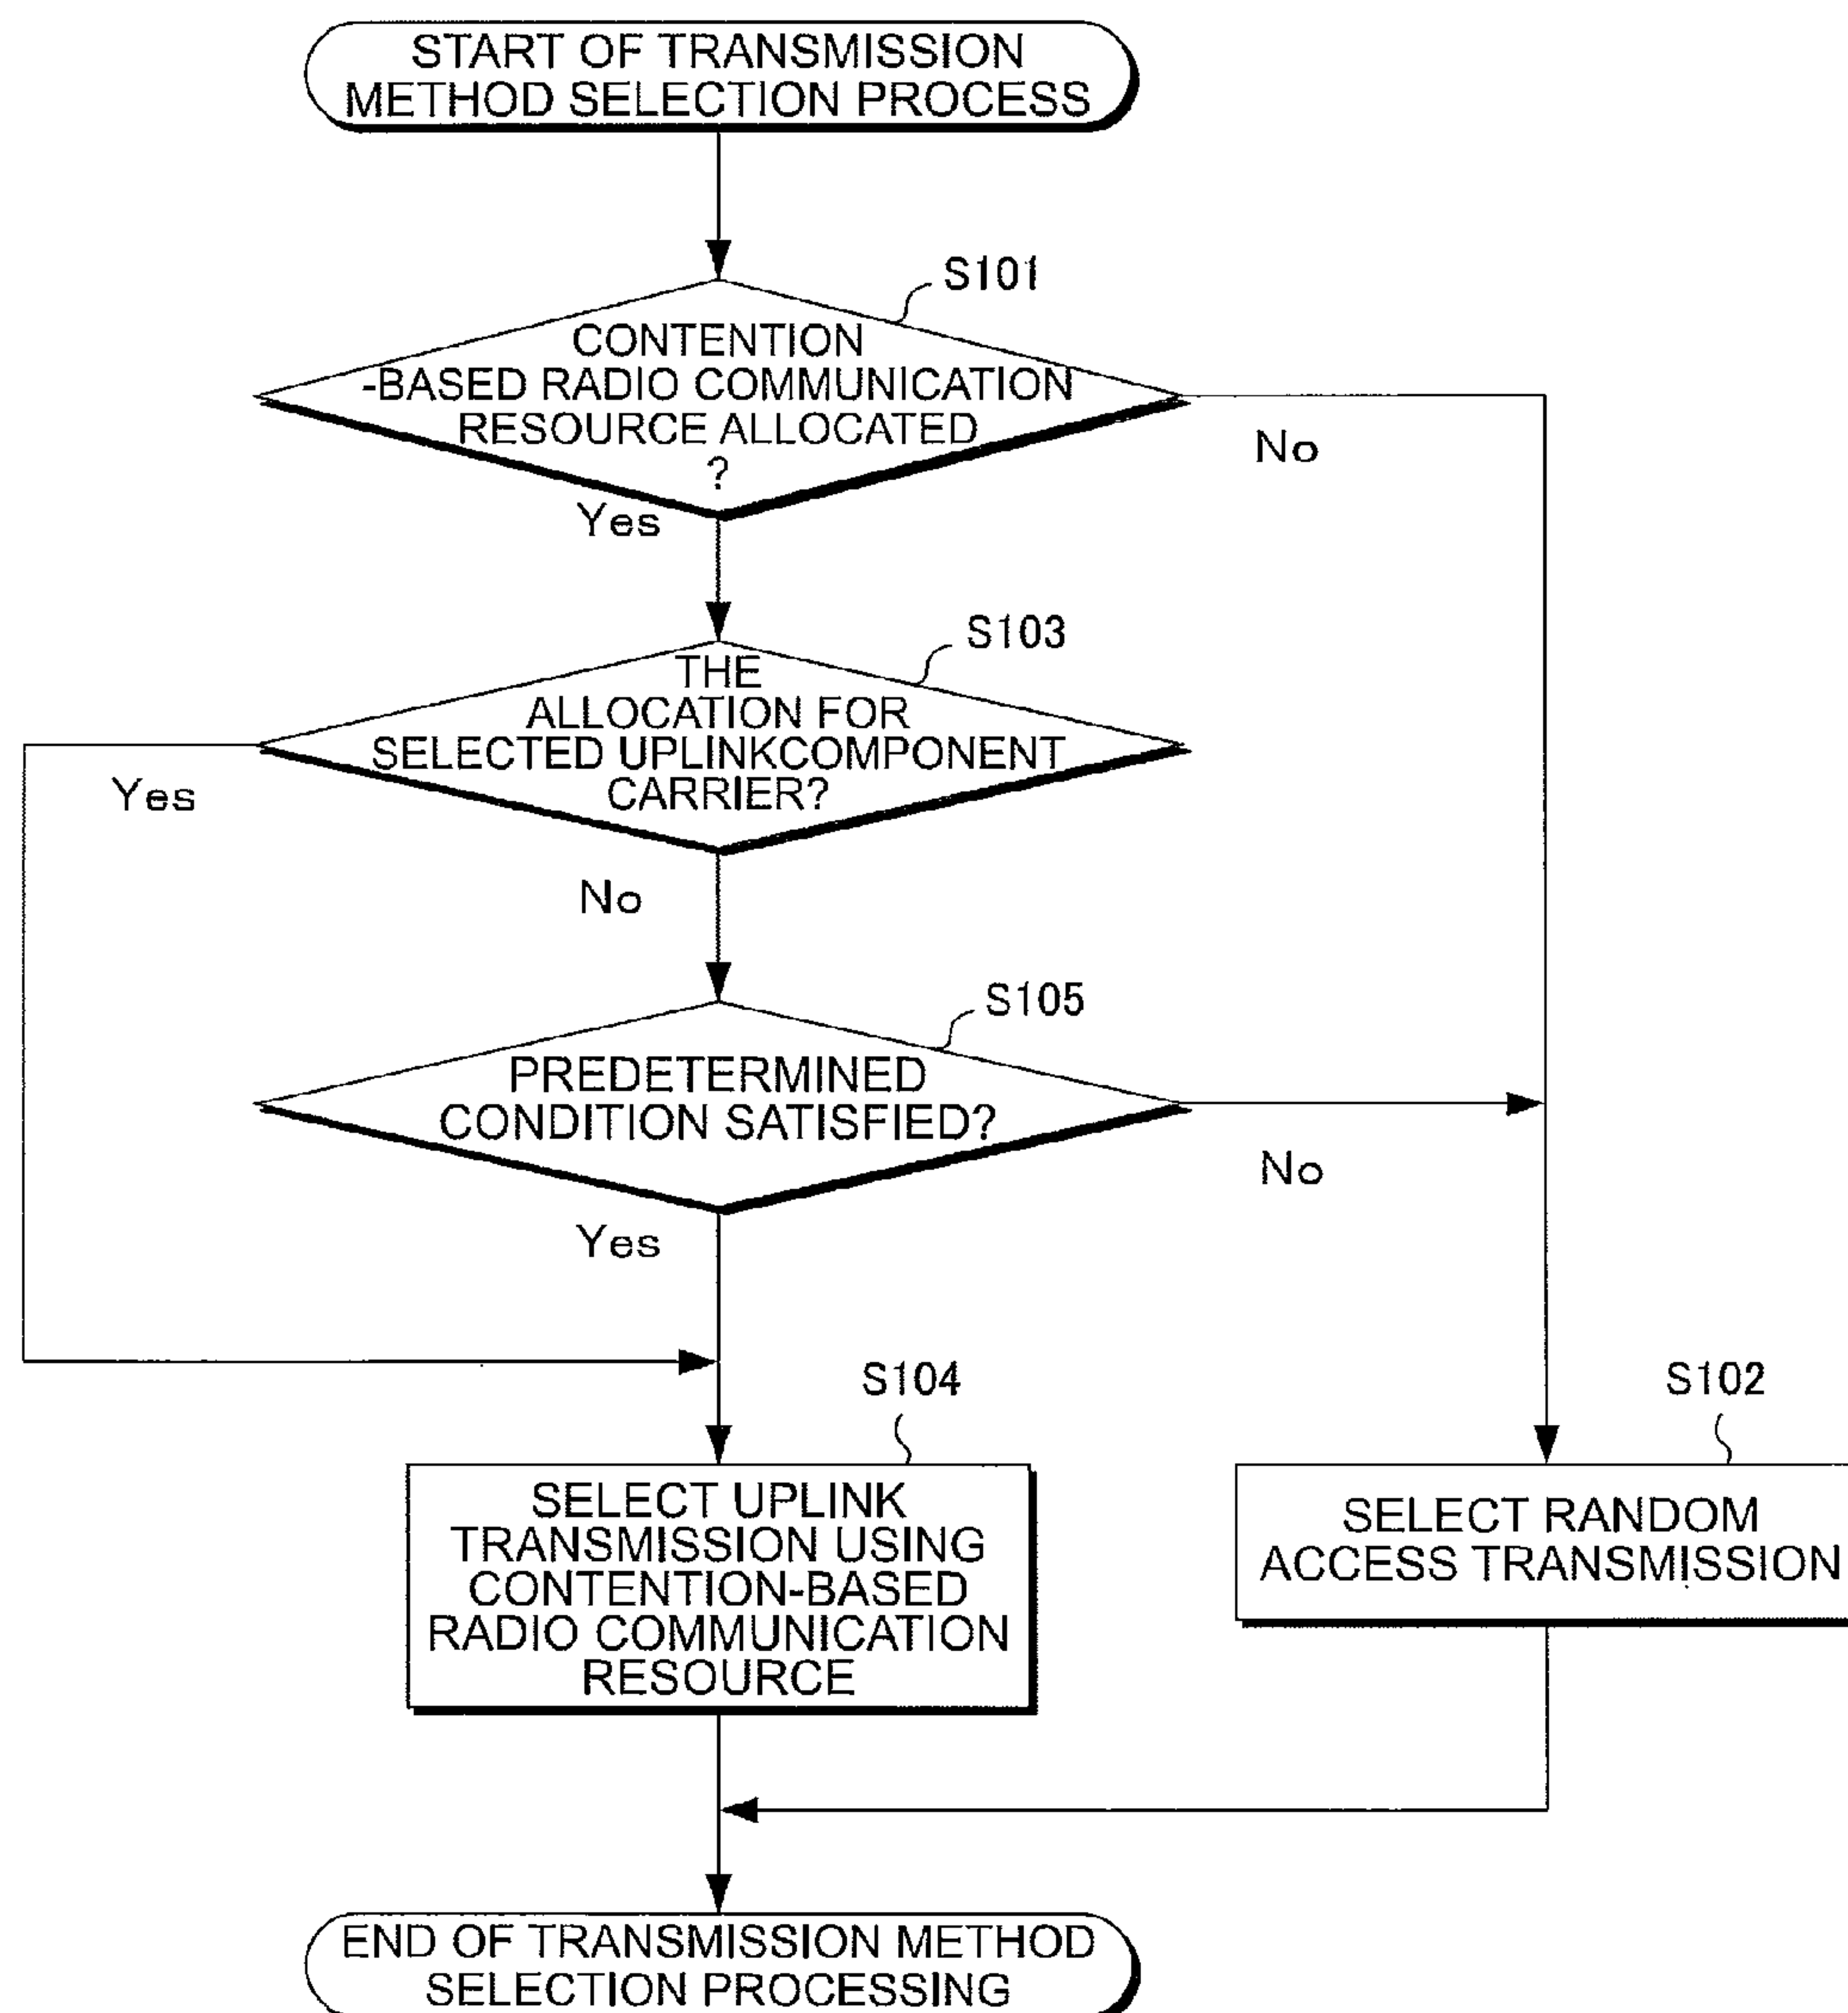 START OF TRANSMISSION
METHOD SELECTION PROCESS
S101
CONTENTION
-BASED RADIO COMMUNICATION
RESOURCE ALLOCATED
?
No
Yes
S103
THE
ALLOCATION FOR
SELECTED UPLINKCOMPONENT
CARRIER?
Yes
No
S105
PREDETERMINED
CONDITION SATISFIED?
No
Yes
S104
SELECT UPLINK
TRANSMISSION USING
CONTENTION-BASED
RADIO COMMUNICATION
RESOURCE
S102
SELECT RANDOM
ACCESS TRANSMISSION
END OF TRANSMISSION METHOD
SELECTION PROCESSING